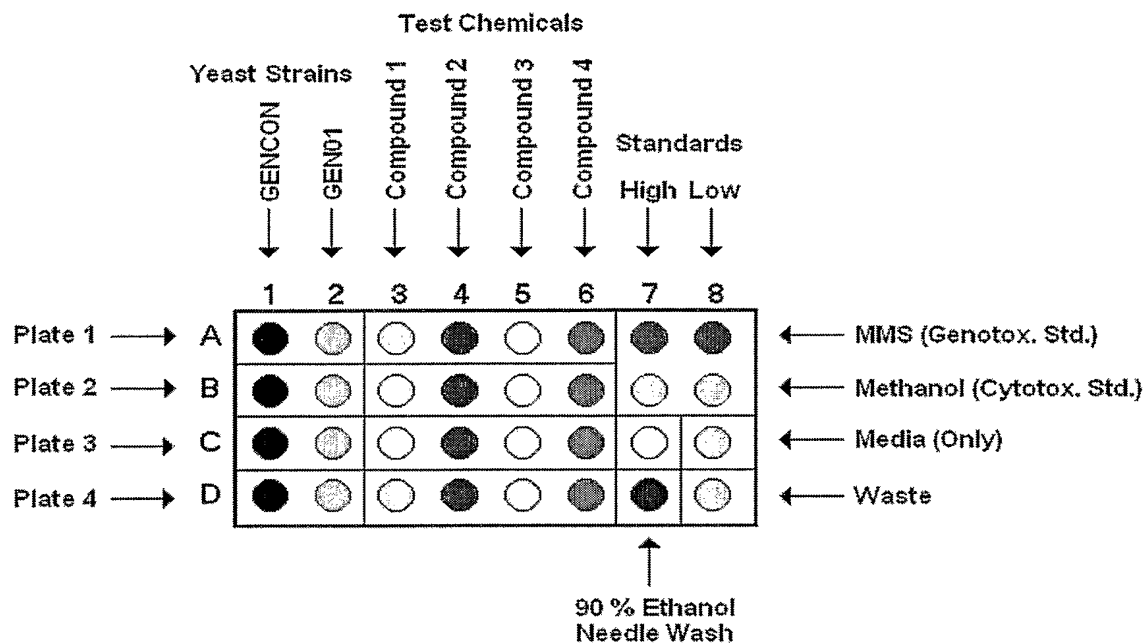 Test Chemicals
Yeast Strains
GENCON
GEN01
Compound 1
Compound 2
Compound 3
Compound 4
Standards
High Low
1 2 3 4 5 6 7 8
Plate 1 A MMS (Genotox. Std.)
Plate 2 B Methanol (Cytotox. Std.)
Plate 3 C Media (Only)
Plate 4 D Waste
90 % Ethanol
Needle Wash